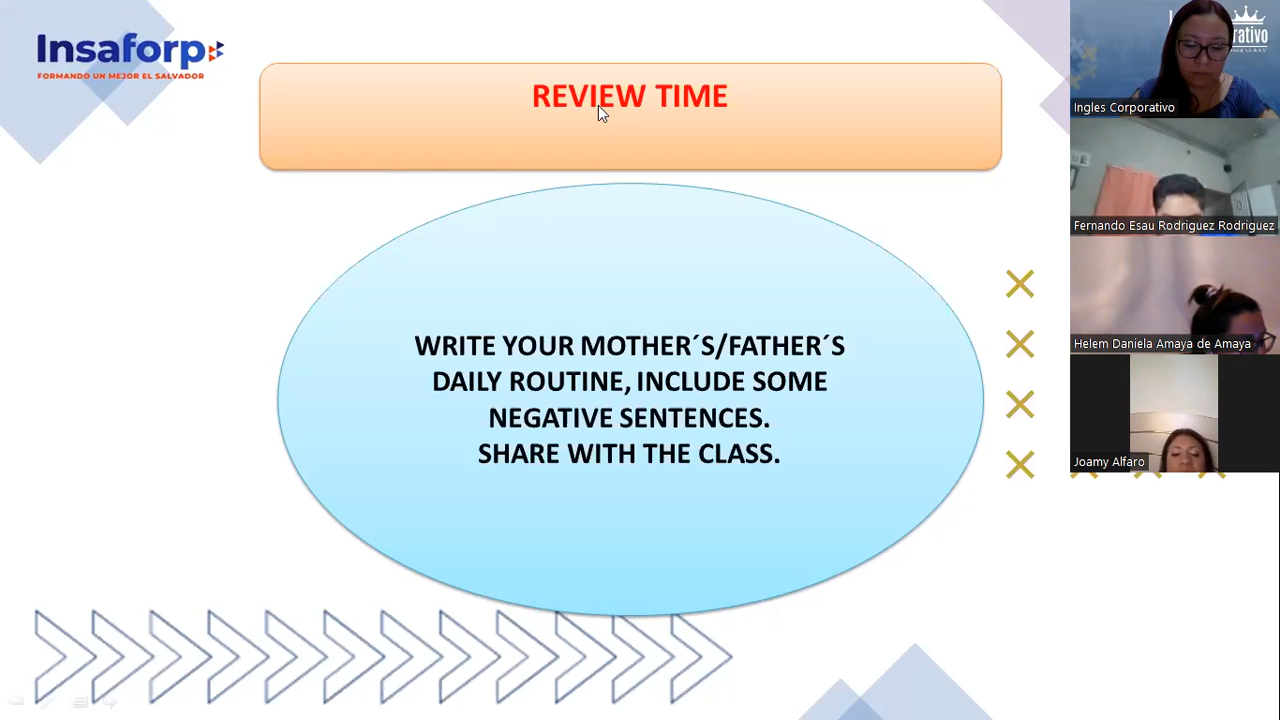 Insaforp
FORMANDO UN MEJOR EL SALVADOR
REVIEW TIME
WRITE YOUR MOTHER´S/FATHER´S
DAILY ROUTINE, INCLUDE SOME
NEGATIVE SENTENCES.
SHARE WITH THE CLASS.
Ingles Corporativo
Fernando Esau Rodriguez Rodriguez
Helem Daniela Amaya de Amaya
Joamy Alfaro